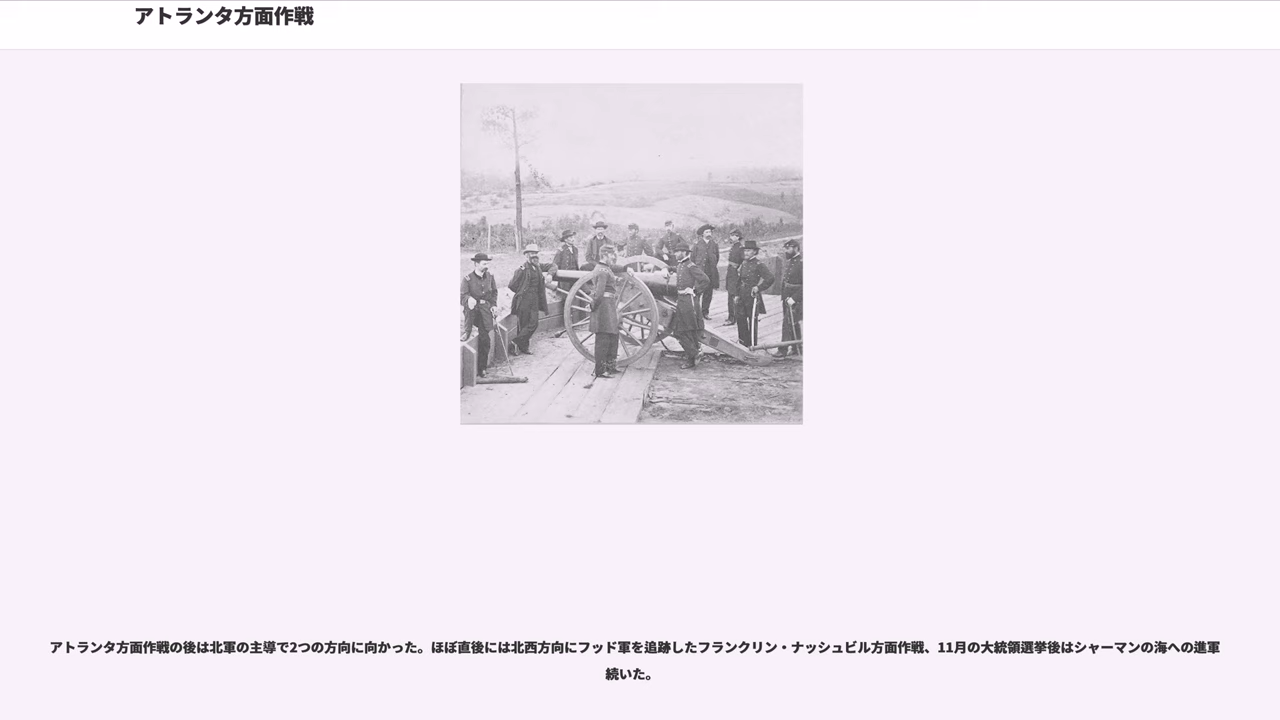 アトランタ方面作戦
アトランタ方面作戦の後は北軍の主導で2つの方向に向かった。ほぼ直後には北西方向にフッド軍を追跡したフランクリン・ナッシュビル方面作戦、11月の大統領選挙後はシャーマンの海への進軍
続いた。